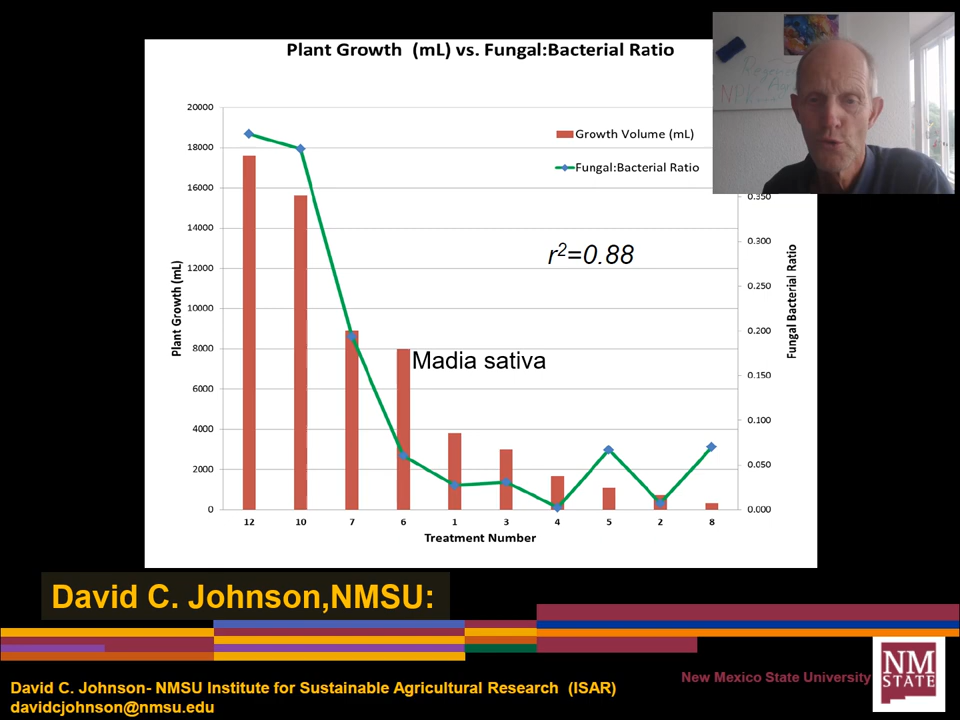 Plant Growth (mL) vs. Fungal:Bacterial Ratio
20000
18000
16000
14000
12000
10000
8000
6000
4000
2000
0
Plant Growth (mL)
Growth Volume (mL)
Fungal:Bacterial Ratio
r²=0.88
Madia sativa
0.350
0.300
0.250
0.200
0.150
0.100
0.050
0.000
Fungal Bacterial Ratio
12 10 7 6 1 3 4 5 2 8
Treatment Number
NPK
David C. Johnson,NMSU:
David C. Johnson- NMSU Institute for Sustainable Agricultural Research (ISAR)
davidcjohnson@nmsu.edu
New Mexico State University
NM
STATE